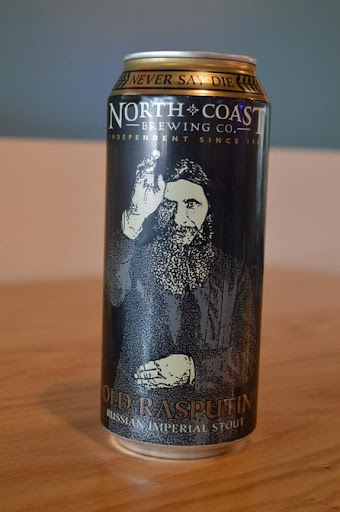 NEVER SAY DIE
NORTH COAST
BREWING CO.
INDEPENDENT SINCE
OLD RASPUTIN
RUSSIAN IMPERIAL STOUT